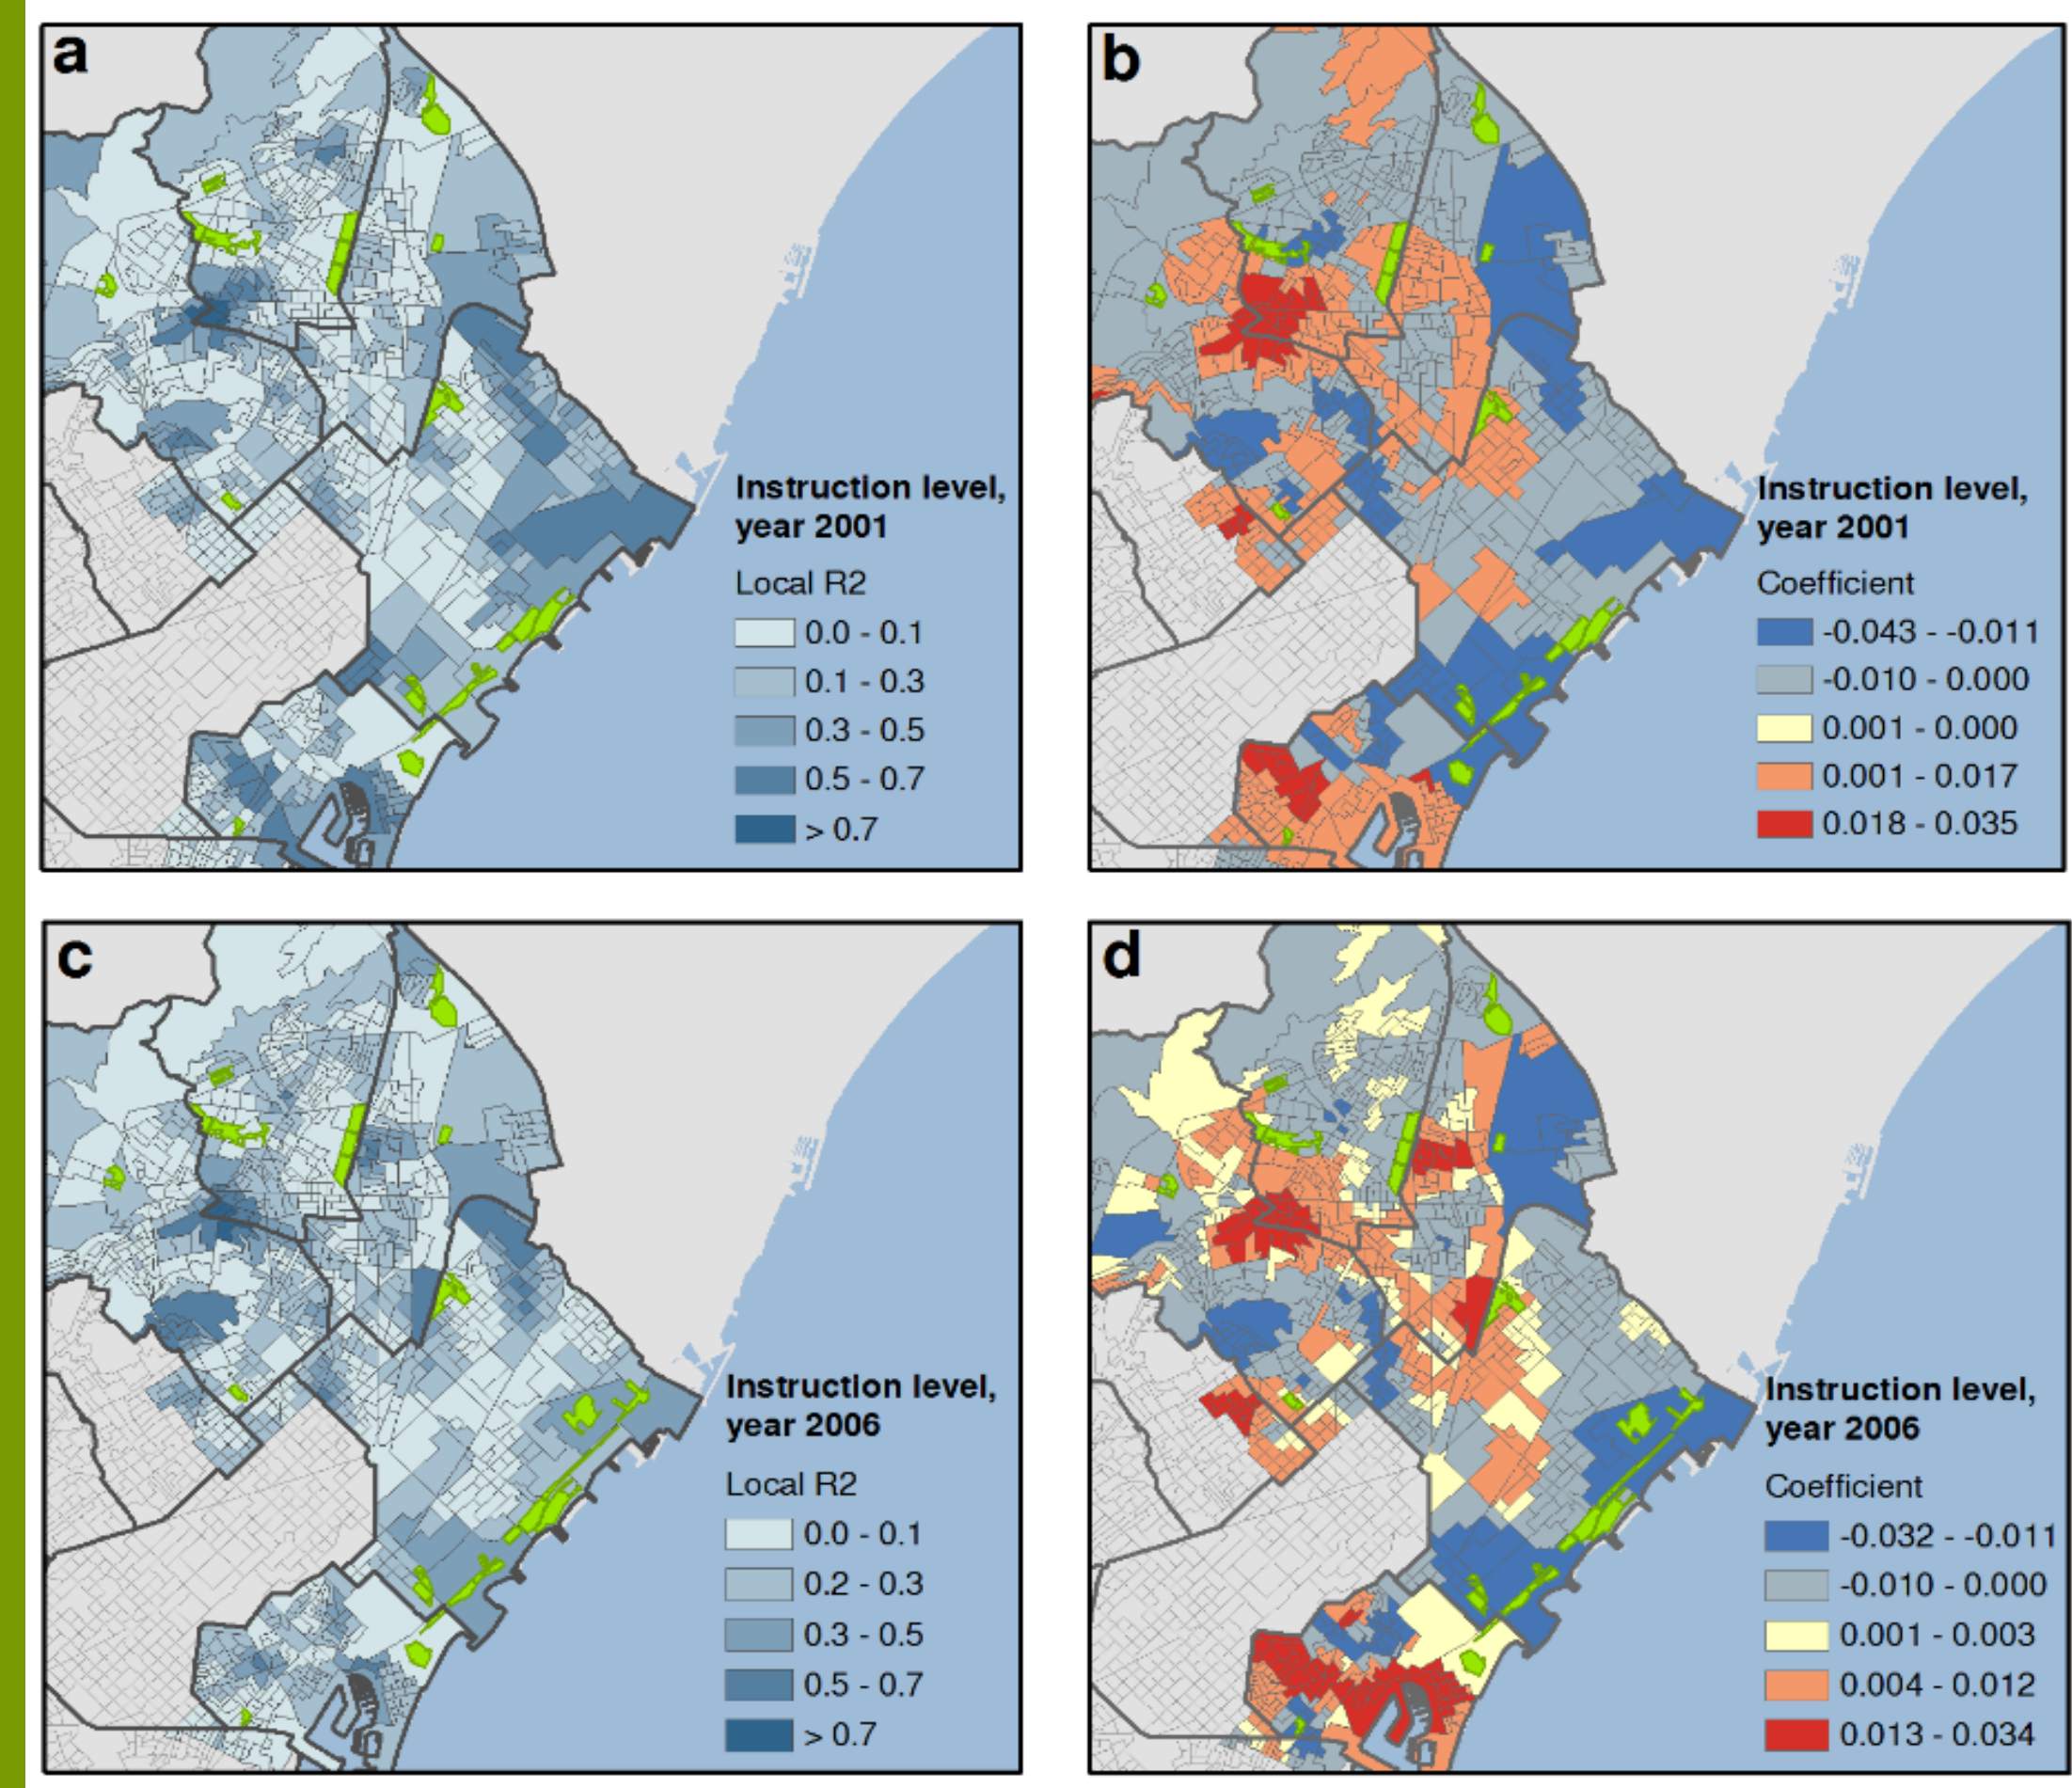 a
Instruction level,
year 2001
Local R2
0.0 - 0.1
0.1 - 0.3
0.3 - 0.5
0.5 - 0.7
> 0.7
b
Instruction level,
year 2001
Coefficient
-0.043 - -0.011
-0.010 - 0.000
0.001 - 0.000
0.001 - 0.017
0.018 - 0.035
c
Instruction level,
year 2006
Local R2
0.0 - 0.1
0.2 - 0.3
0.3 - 0.5
0.5 - 0.7
> 0.7
d
Instruction level,
year 2006
Coefficient
-0.032 - -0.011
-0.010 - 0.000
0.001 - 0.003
0.004 - 0.012
0.013 - 0.034